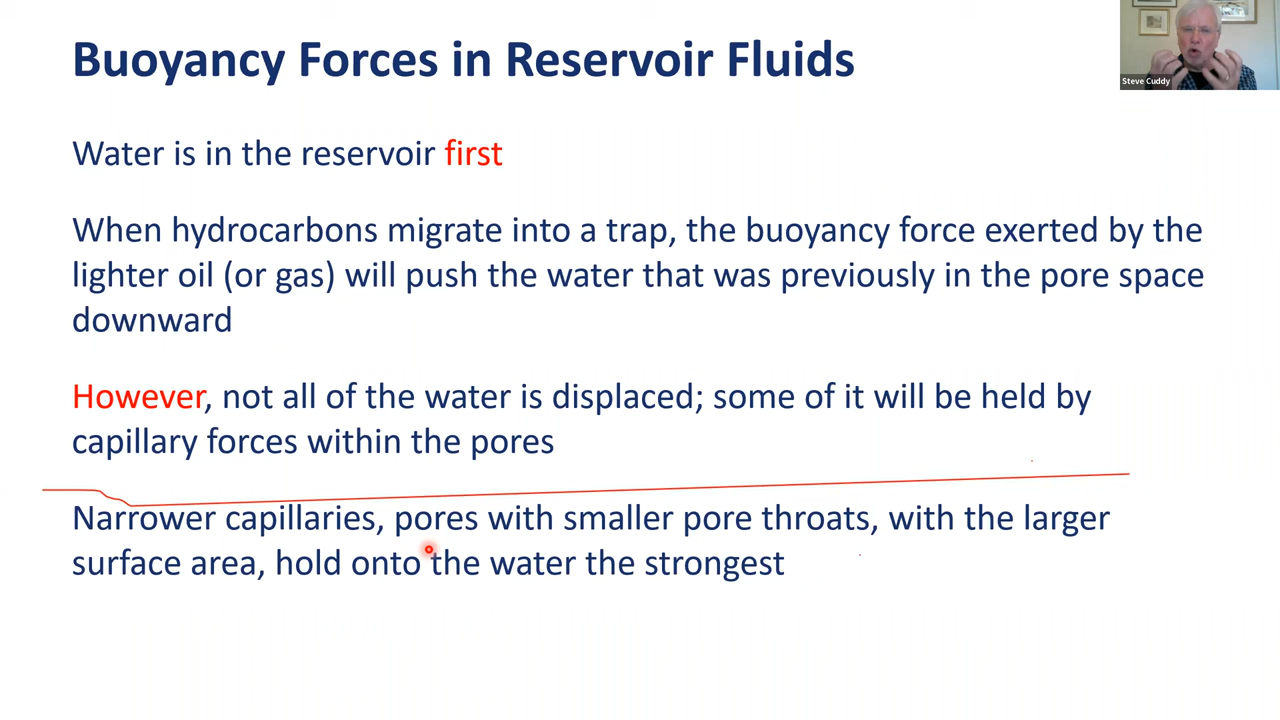 Buoyancy Forces in Reservoir Fluids
Steve Cuddy
Water is in the reservoir first
When hydrocarbons migrate into a trap, the buoyancy force exerted by the
lighter oil (or gas) will push the water that was previously in the pore space
downward
However, not all of the water is displaced; some of it will be held by
capillary forces within the pores
Narrower capillaries, pores with smaller pore throats, with the larger
surface area, hold onto the water the strongest